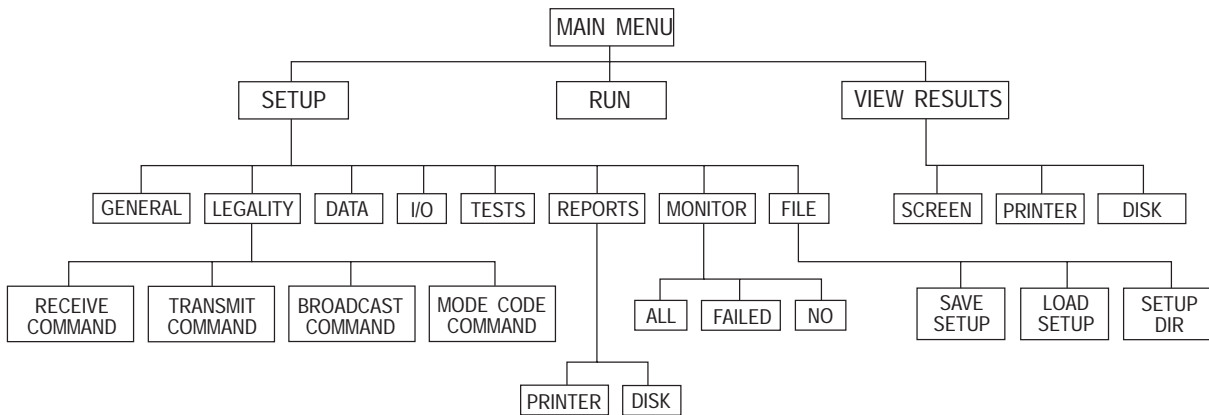 MAIN MENU
SETUP
RUN
VIEW RESULTS
GENERAL
LEGALITY
DATA
I/O
TESTS
REPORTS
MONITOR
FILE
SCREEN
PRINTER
DISK
RECEIVE
COMMAND
TRANSMIT
COMMAND
BROADCAST
COMMAND
MODE CODE
COMMAND
ALL
FAILED
NO
SAVE
SETUP
LOAD
SETUP
SETUP
DIR
PRINTER
DISK